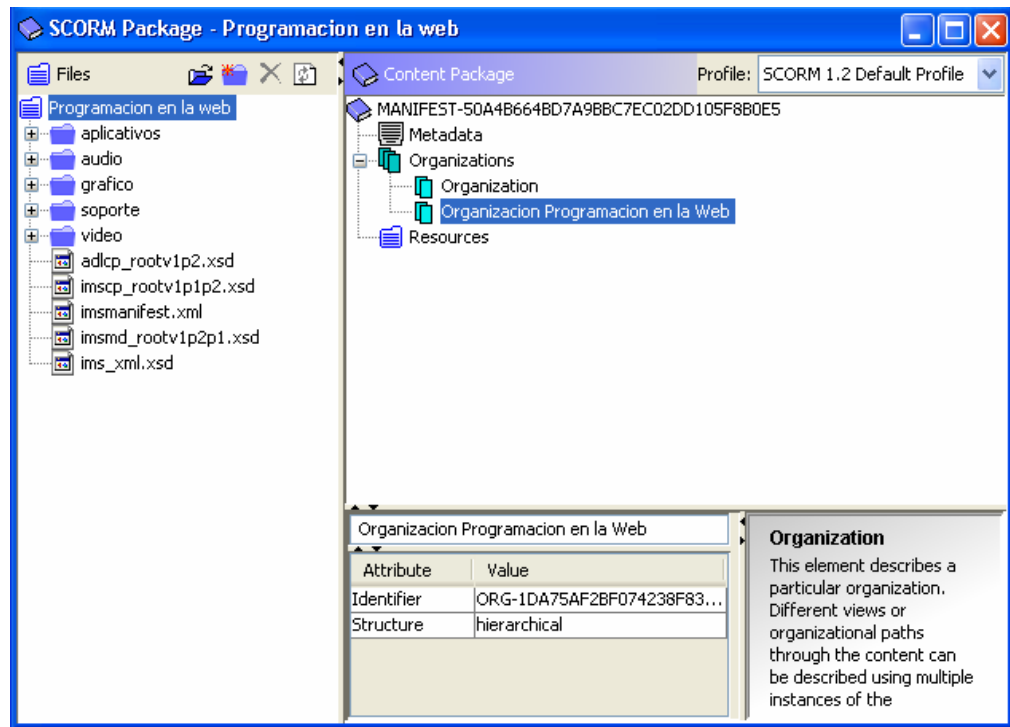 SCORM Package - Programacion en la web
Files
Programacion en la web
aplicativos
audio
grafico
soporte
video
adlcp_rootv1p2.xsd
imscp_rootv1p1p2.xsd
imsmanifest.xml
imsmd_rootv1p2p1.xsd
ims_xml.xsd
Content Package
Profile: SCORM 1.2 Default Profile
MANIFEST-50A4B664BD7A9BBC7EC02DD105F8B0E5
Metadata
Organizations
Organization
Organizacion Programacion en la Web
Resources
Organizacion Programacion en la Web
Attribute Value
Identifier ORG-1DA75AF2BF074238F83...
Structure hierarchical
Organization
This element describes a
particular organization.
Different views or
organizational paths
through the content can
be described using multiple
instances of the